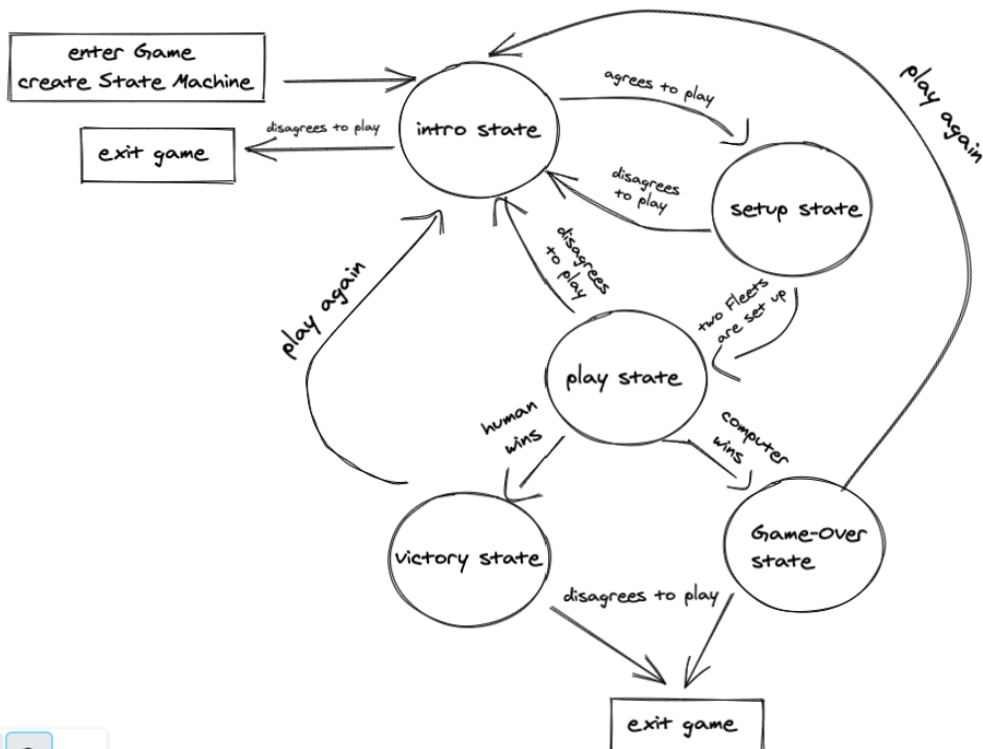 enter Game
create State Machine
intro state
agrees to play
play again
disagrees to play
exit game
disagrees
to play
setup state
disagrees
to play
two Fleets
are set up
play again
play state
human
wins
computer
wins
victory state
Game-Over
state
disagrees to play
exit game